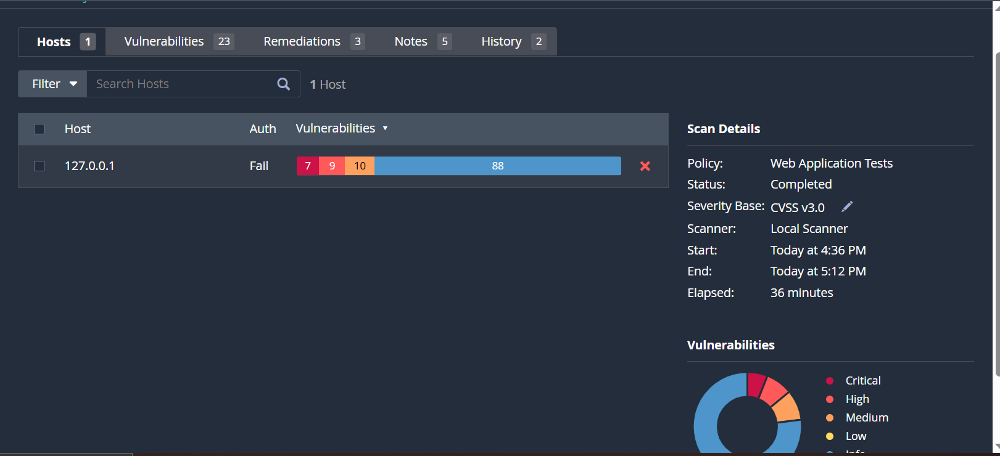 Hosts 1 Vulnerabilities 23 Remediations 3 Notes 5 History 2
Filter Search Hosts 1 Host
Host Auth Vulnerabilities
127.0.0.1 Fail 7 9 10 88
Scan Details
Policy: Web Application Tests
Status: Completed
Severity Base: CVSS v3.0
Scanner: Local Scanner
Start: Today at 4:36 PM
End: Today at 5:12 PM
Elapsed: 36 minutes
Vulnerabilities
Critical
High
Medium
Low